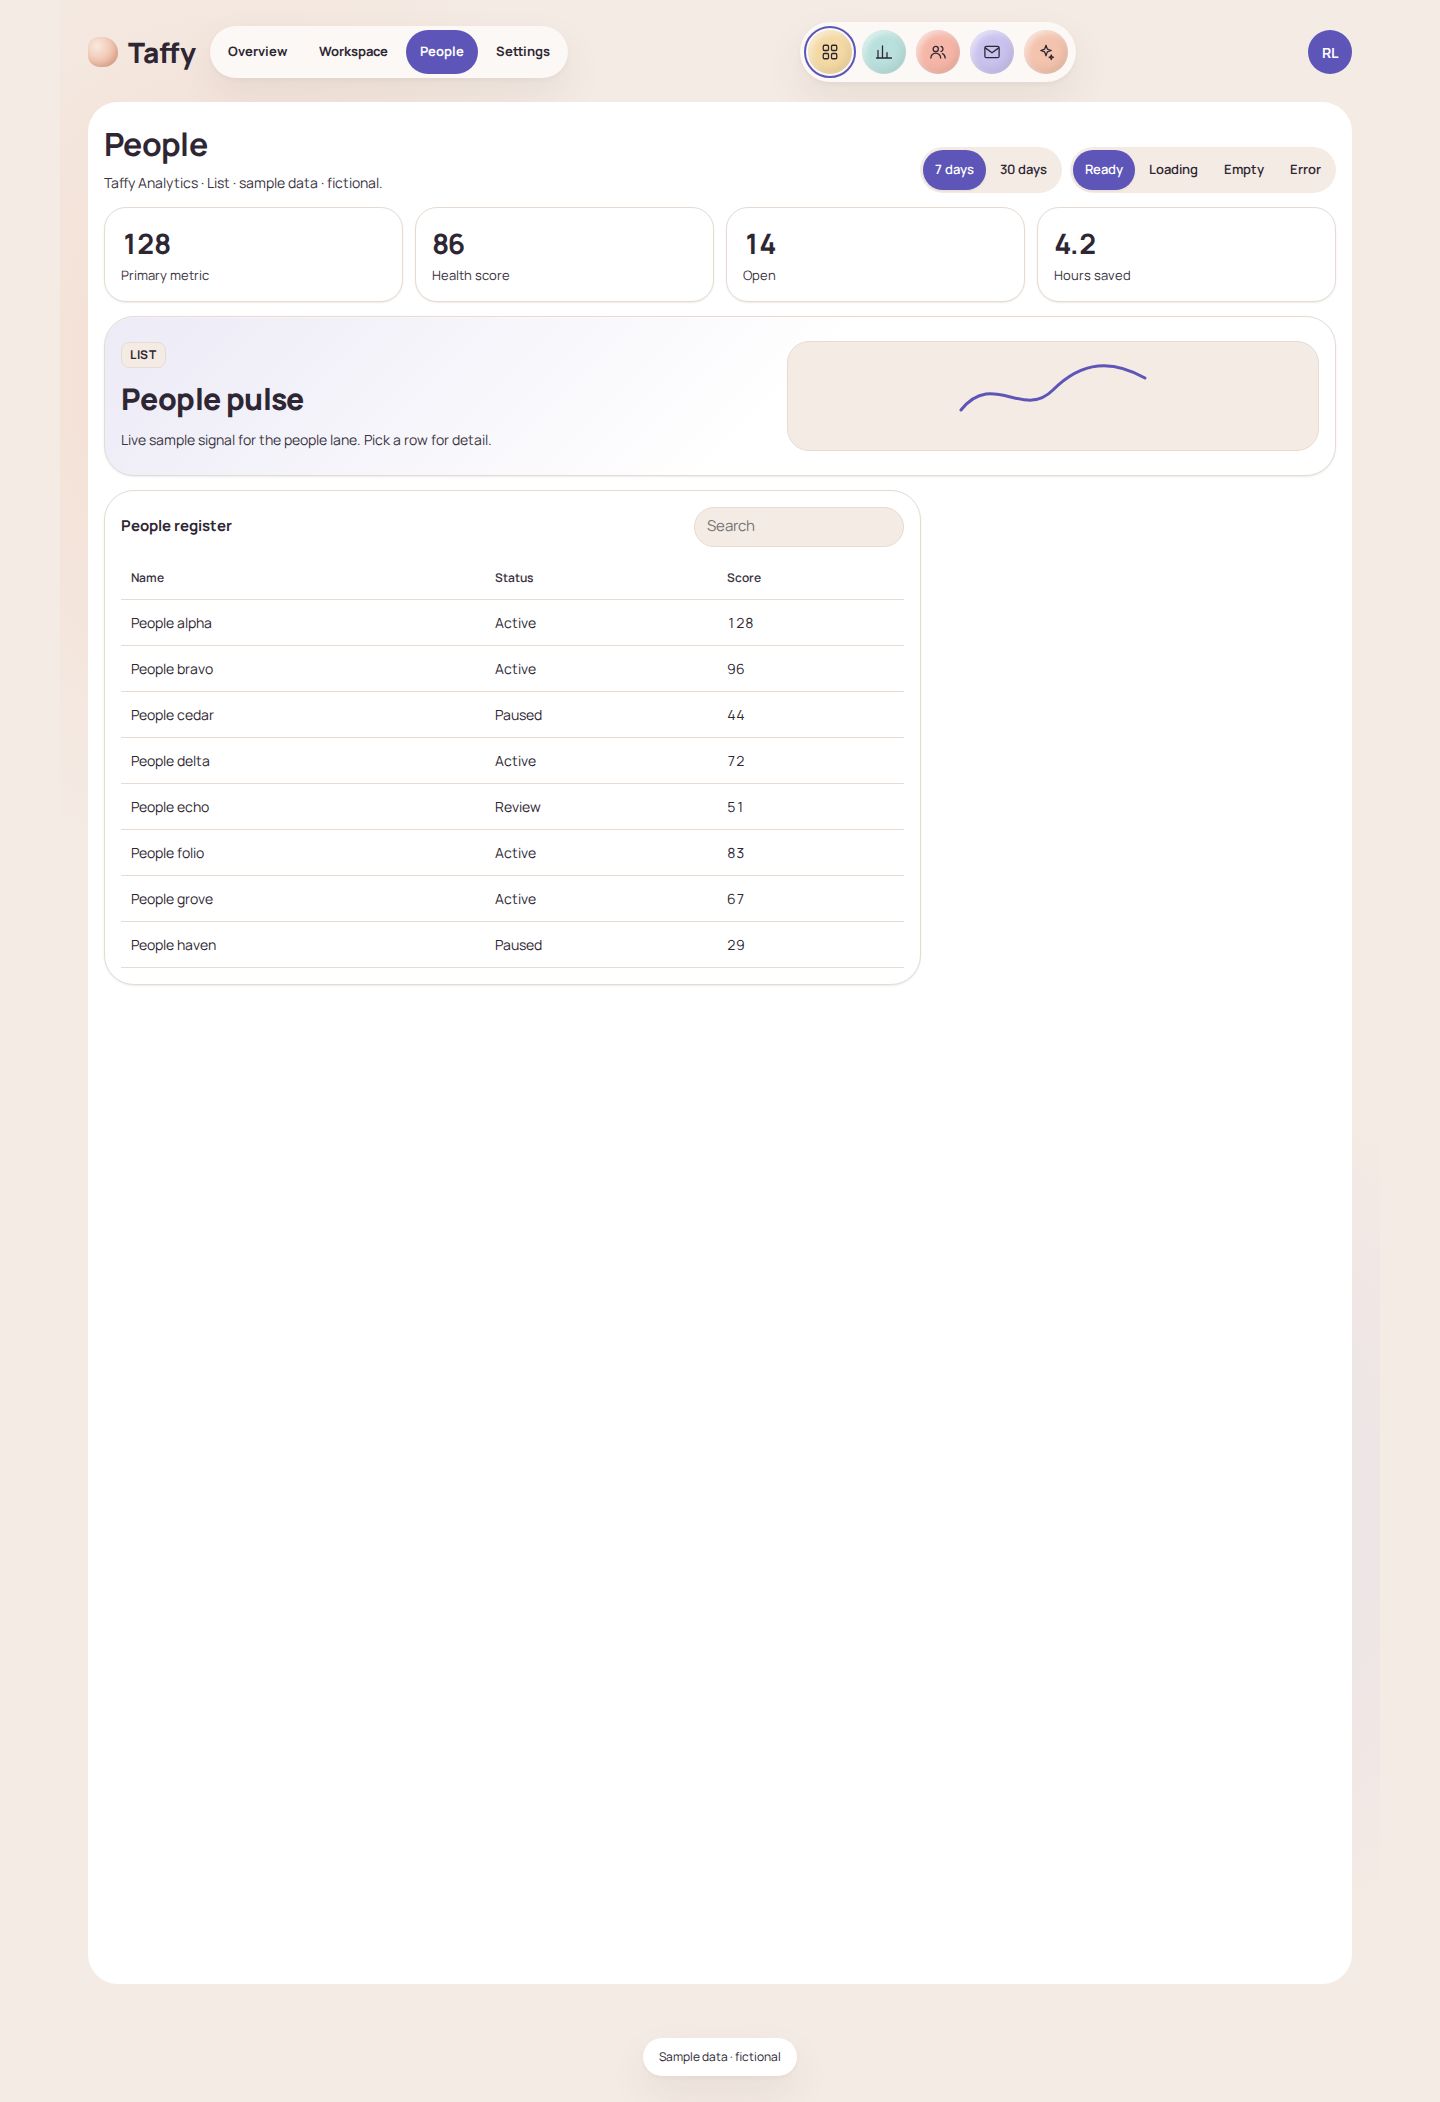 Taffy
Overview Workspace People Settings
RL
People
Taffy Analytics · List · sample data · fictional.
7 days 30 days
Ready Loading Empty Error
128
Primary metric
86
Health score
14
Open
4.2
Hours saved
LIST
People pulse
Live sample signal for the people lane. Pick a row for detail.
People register
Search
Name Status Score
People alpha Active 128
People bravo Active 96
People cedar Paused 44
People delta Active 72
People echo Review 51
People folio Active 83
People grove Active 67
People haven Paused 29
Sample data · fictional